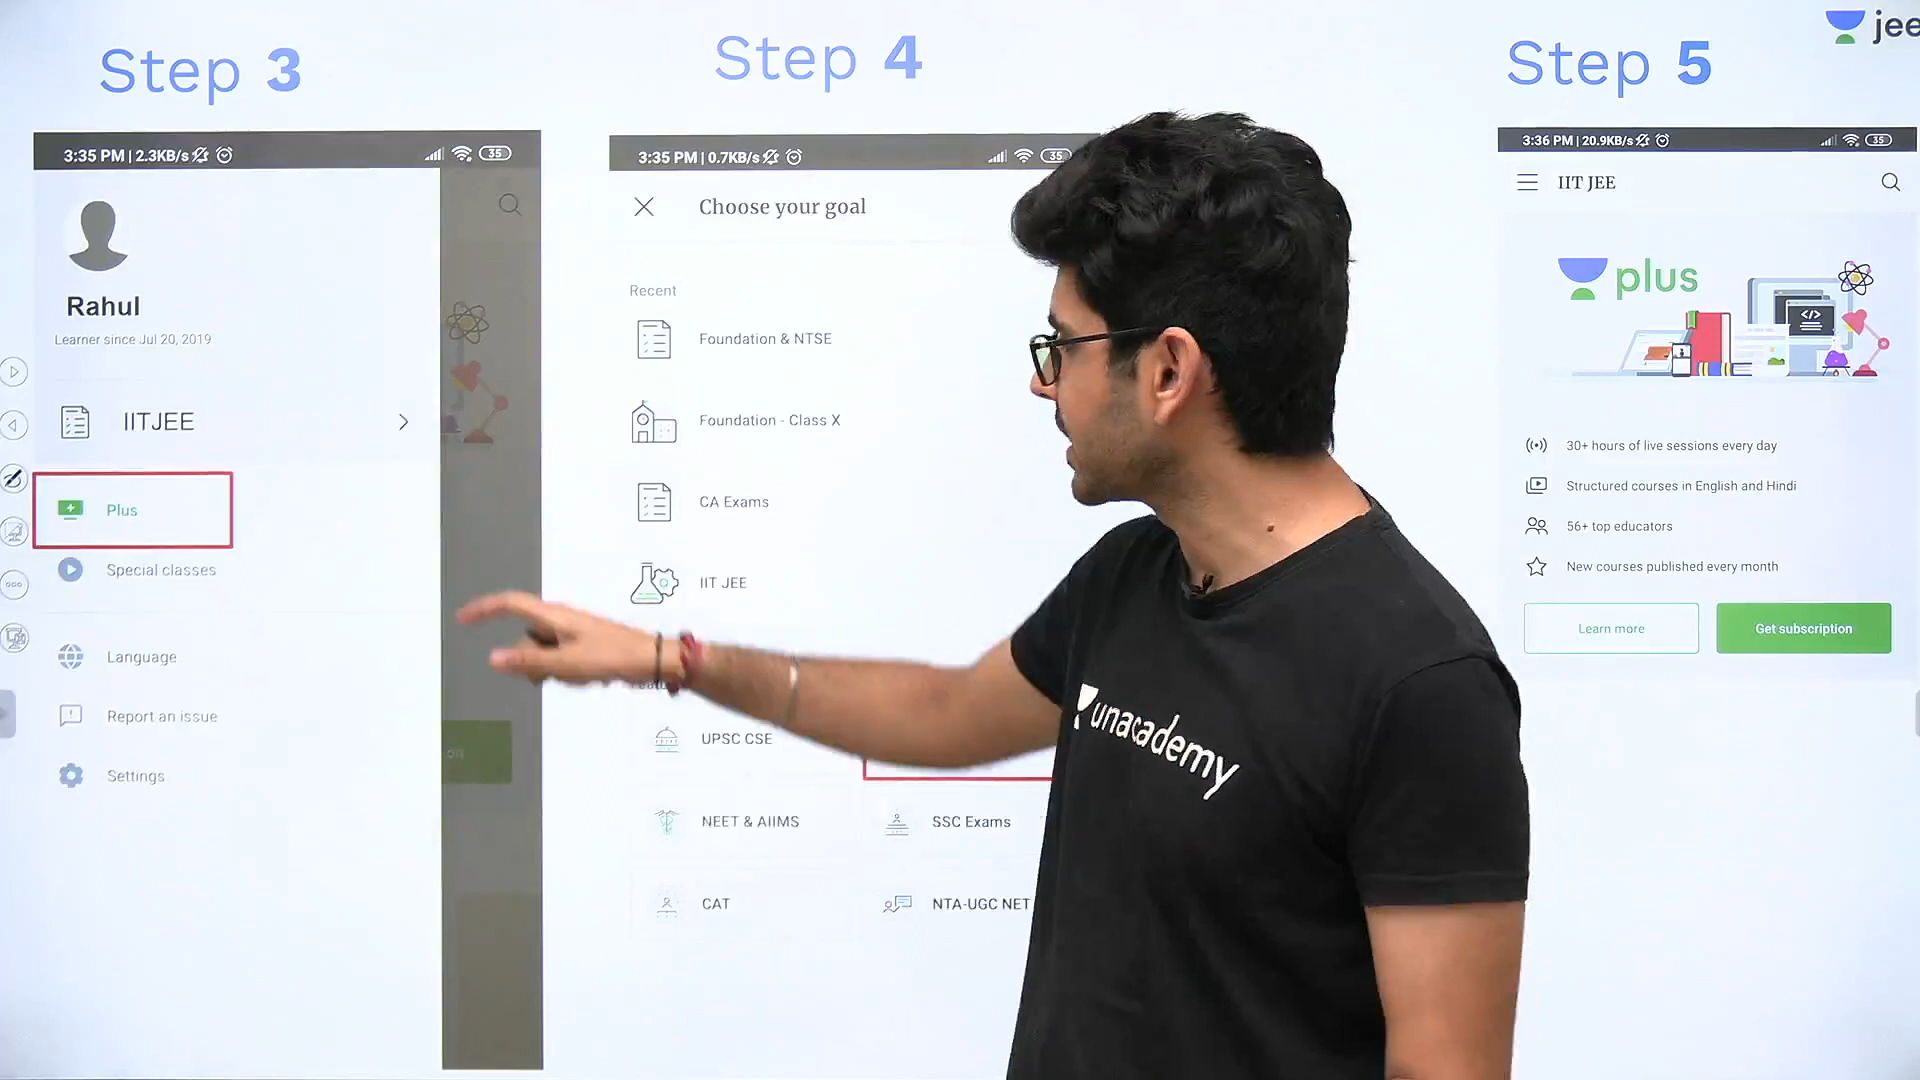 Step 3
3:35 PM | 2.3KB/s
35
Rahul
Learner since Jul 20, 2019
IITJEE
Plus
Special classes
Language
Report an issue
Settings
on
Step 4
3:35 PM | 0.7KB/s
35
Choose your goal
Recent
Foundation & NTSE
Foundation - Class X
CA Exams
IIT JEE
UPSC CSE
NEET & AIIMS
SSC Exams
CAT
NTA-UGC NET
unacademy
jee
Step 5
3:36 PM | 20.9KB/s
35
IIT JEE
plus
</>
30+ hours of live sessions every day
Structured courses in English and Hindi
56+ top educators
New courses published every month
Learn more
Get subscription